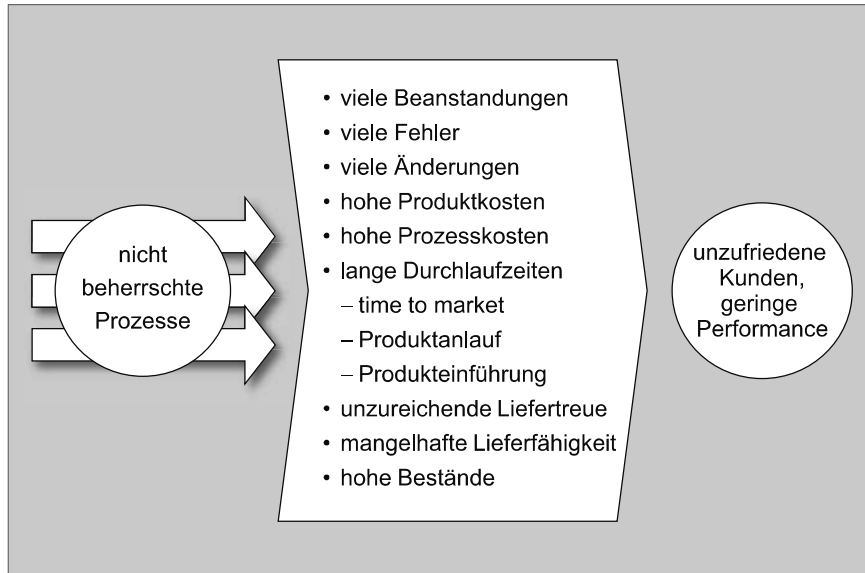 nicht
beherrschte
Prozesse
• viele Beanstandungen
• viele Fehler
• viele Änderungen
• hohe Produktkosten
• hohe Prozesskosten
• lange Durchlaufzeiten
– time to market
– Produktanlauf
– Produkteinführung
• unzureichende Liefertreue
• mangelhafte Lieferfähigkeit
• hohe Bestände
unzufriedene
Kunden,
geringe
Performance